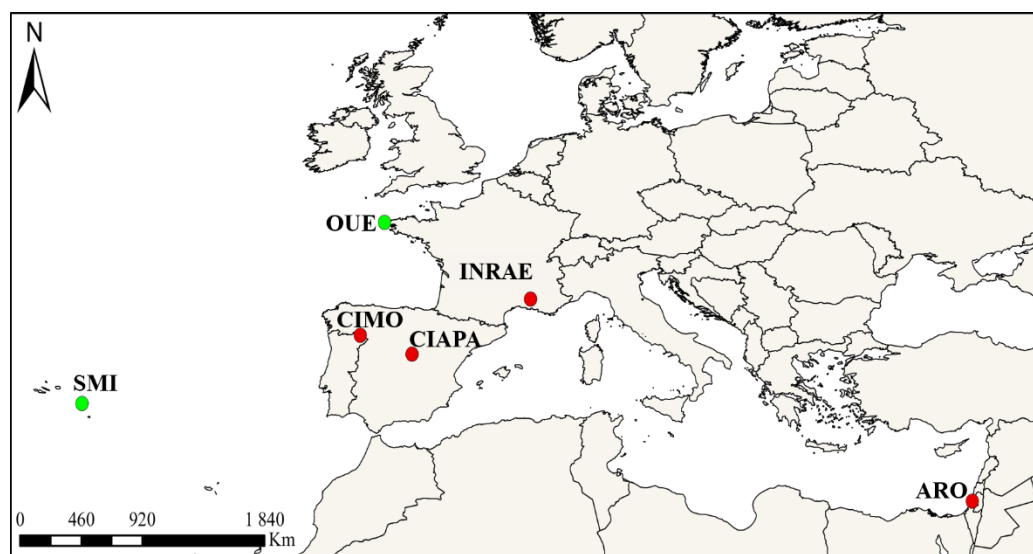 N
OUE
INRAE
CIMO
CIAPA
SMI
ARO
0 460 920 1 840
Km